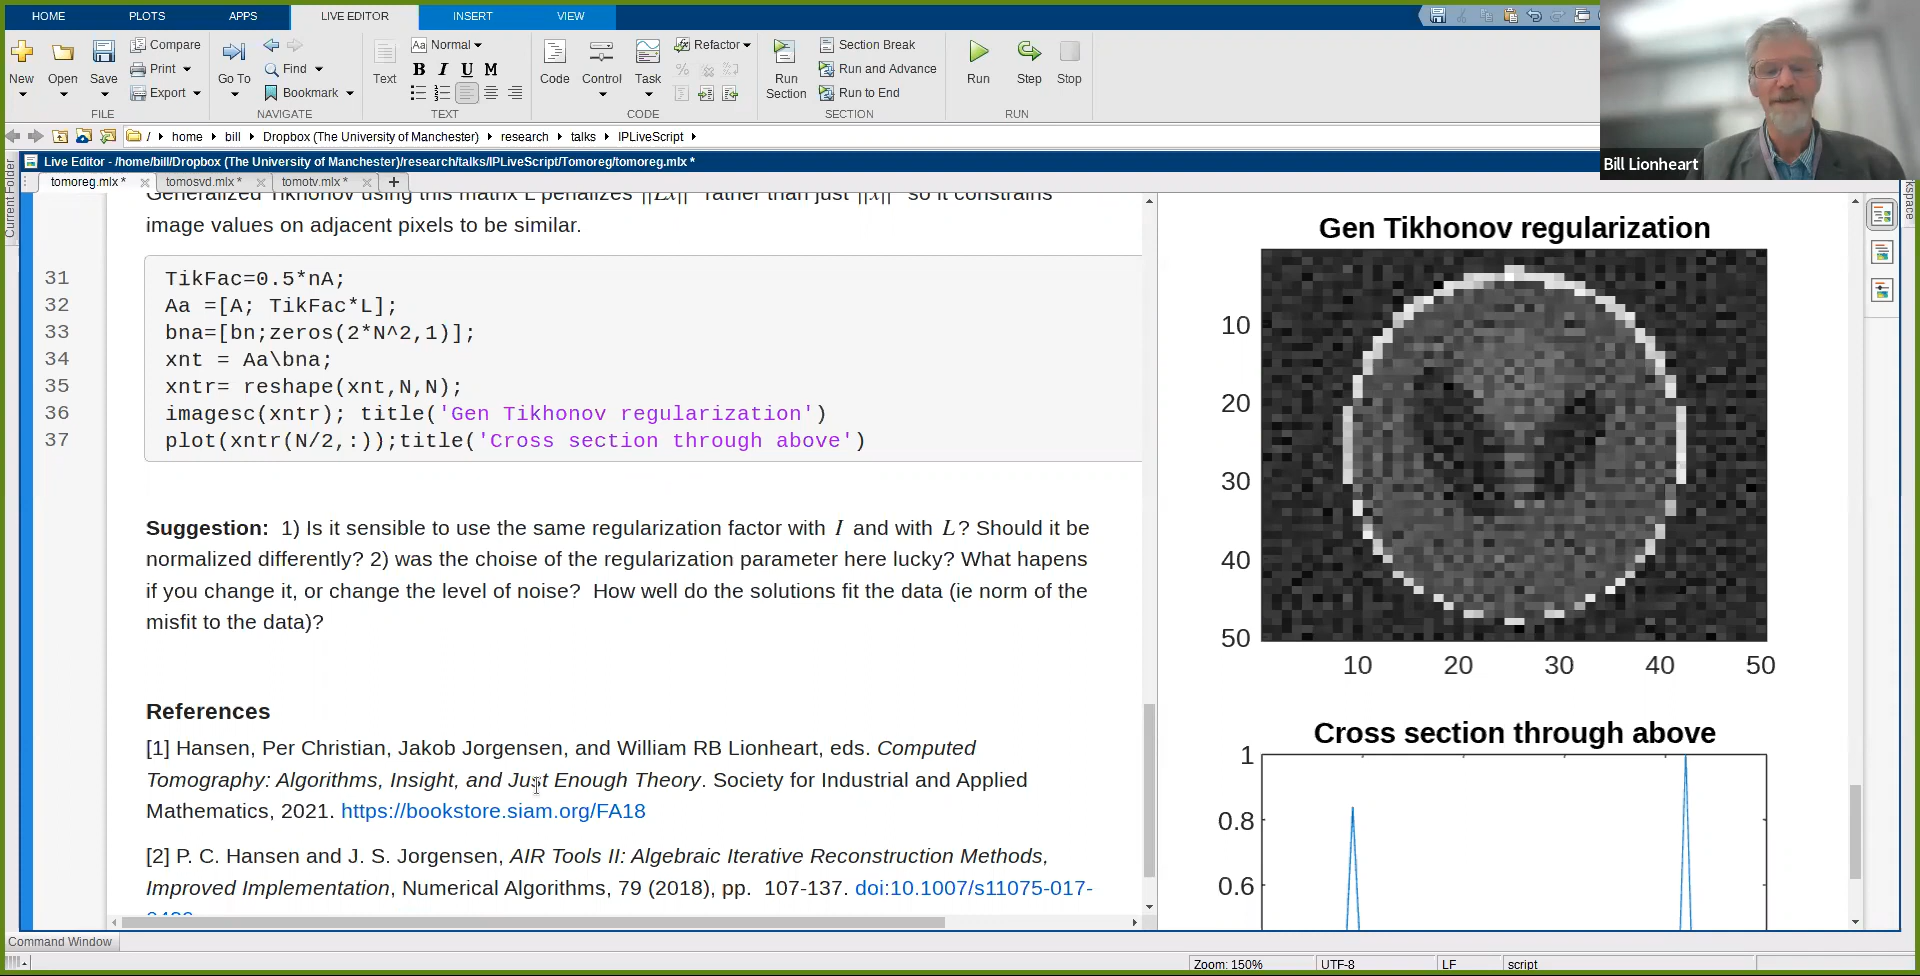 HOME PLOTS APPS LIVE EDITOR INSERT VIEW
New Open Save Compare Print Export
Go To Find Bookmark
Text Aa Normal B I U M
Code Control Task Refactor
Run Section Section Break Run and Advance Run to End
Run Step Stop
FILE NAVIGATE TEXT CODE SECTION RUN
/ home bill Dropbox (The University of Manchester) research talks IPLiveScript
Bill Lionheart
Live Editor - /home/bill/Dropbox (The University of Manchester)/research/talks/IPLiveScript/Tomoreg/tomoreg.mlx *
tomoreg.mlx * tomosvd.mlx * tomotv.mlx * +
Current Folder
Generalized Tikhonov using this matrix L penalizes ||Lx|| rather than just ||x|| so it constrains
image values on adjacent pixels to be similar.
31 TikFac=0.5*nA;
32 Aa =[A; TikFac*L];
33 bna=[bn;zeros(2*N^2,1)];
34 xnt = Aa\bna;
35 xntr= reshape(xnt,N,N);
36 imagesc(xntr); title('Gen Tikhonov regularization')
37 plot(xntr(N/2,:));title('Cross section through above')
Suggestion: 1) Is it sensible to use the same regularization factor with I and with L? Should it be
normalized differently? 2) was the choise of the regularization parameter here lucky? What hapens
if you change it, or change the level of noise? How well do the solutions fit the data (ie norm of the
misfit to the data)?
References
[1] Hansen, Per Christian, Jakob Jorgensen, and William RB Lionheart, eds. Computed
Tomography: Algorithms, Insight, and Just Enough Theory. Society for Industrial and Applied
Mathematics, 2021. https://bookstore.siam.org/FA18
[2] P. C. Hansen and J. S. Jorgensen, AIR Tools II: Algebraic Iterative Reconstruction Methods,
Improved Implementation, Numerical Algorithms, 79 (2018), pp. 107-137. doi:10.1007/s11075-017-
Gen Tikhonov regularization
10
20
30
40
50
10 20 30 40 50
Cross section through above
1
0.8
0.6
Command Window
Zoom: 150% UTF-8 LF script